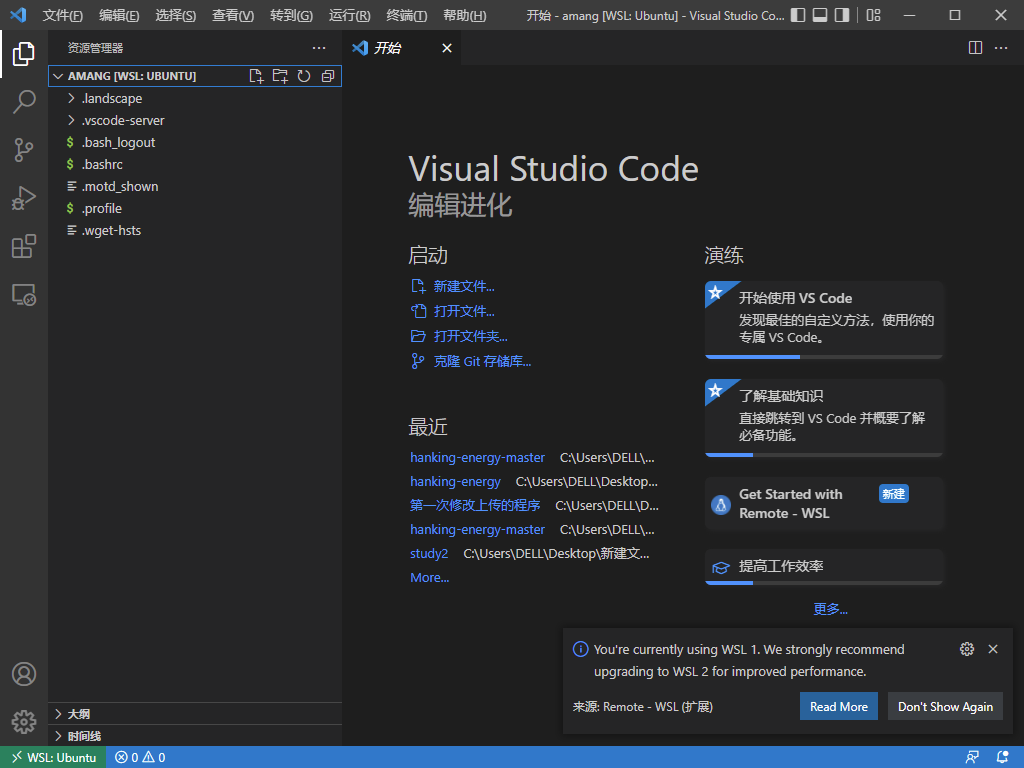 文件(F) 编辑(E) 选择(S) 查看(V) 转到(G) 运行(R) 终端(T) 帮助(H) 开始 - amang [WSL: Ubuntu] - Visual Studio Co...
资源管理器
开始
AMANG [WSL: UBUNTU]
.landscape
.vscode-server
$ .bash_logout
$ .bashrc
.motd_shown
$ .profile
.wget-hsts
大纲
时间线
Visual Studio Code
编辑进化
启动
新建文件...
打开文件...
打开文件夹...
克隆 Git 存储库...
最近
hanking-energy-master C:\Users\DELL\...
hanking-energy C:\Users\DELL\Desktop...
第一次修改上传的程序 C:\Users\DELL\D...
hanking-energy-master C:\Users\DELL\...
study2 C:\Users\DELL\Desktop\新建文...
More...
演练
开始使用 VS Code
发现最佳的自定义方法，使用你的
专属 VS Code。
了解基础知识
直接跳转到 VS Code 并概要了解
必备功能。
Get Started with 新建
Remote - WSL
提高工作效率
更多...
You're currently using WSL 1. We strongly recommend
upgrading to WSL 2 for improved performance.
来源: Remote - WSL (扩展) Read More Don't Show Again
WSL: Ubuntu 0 0